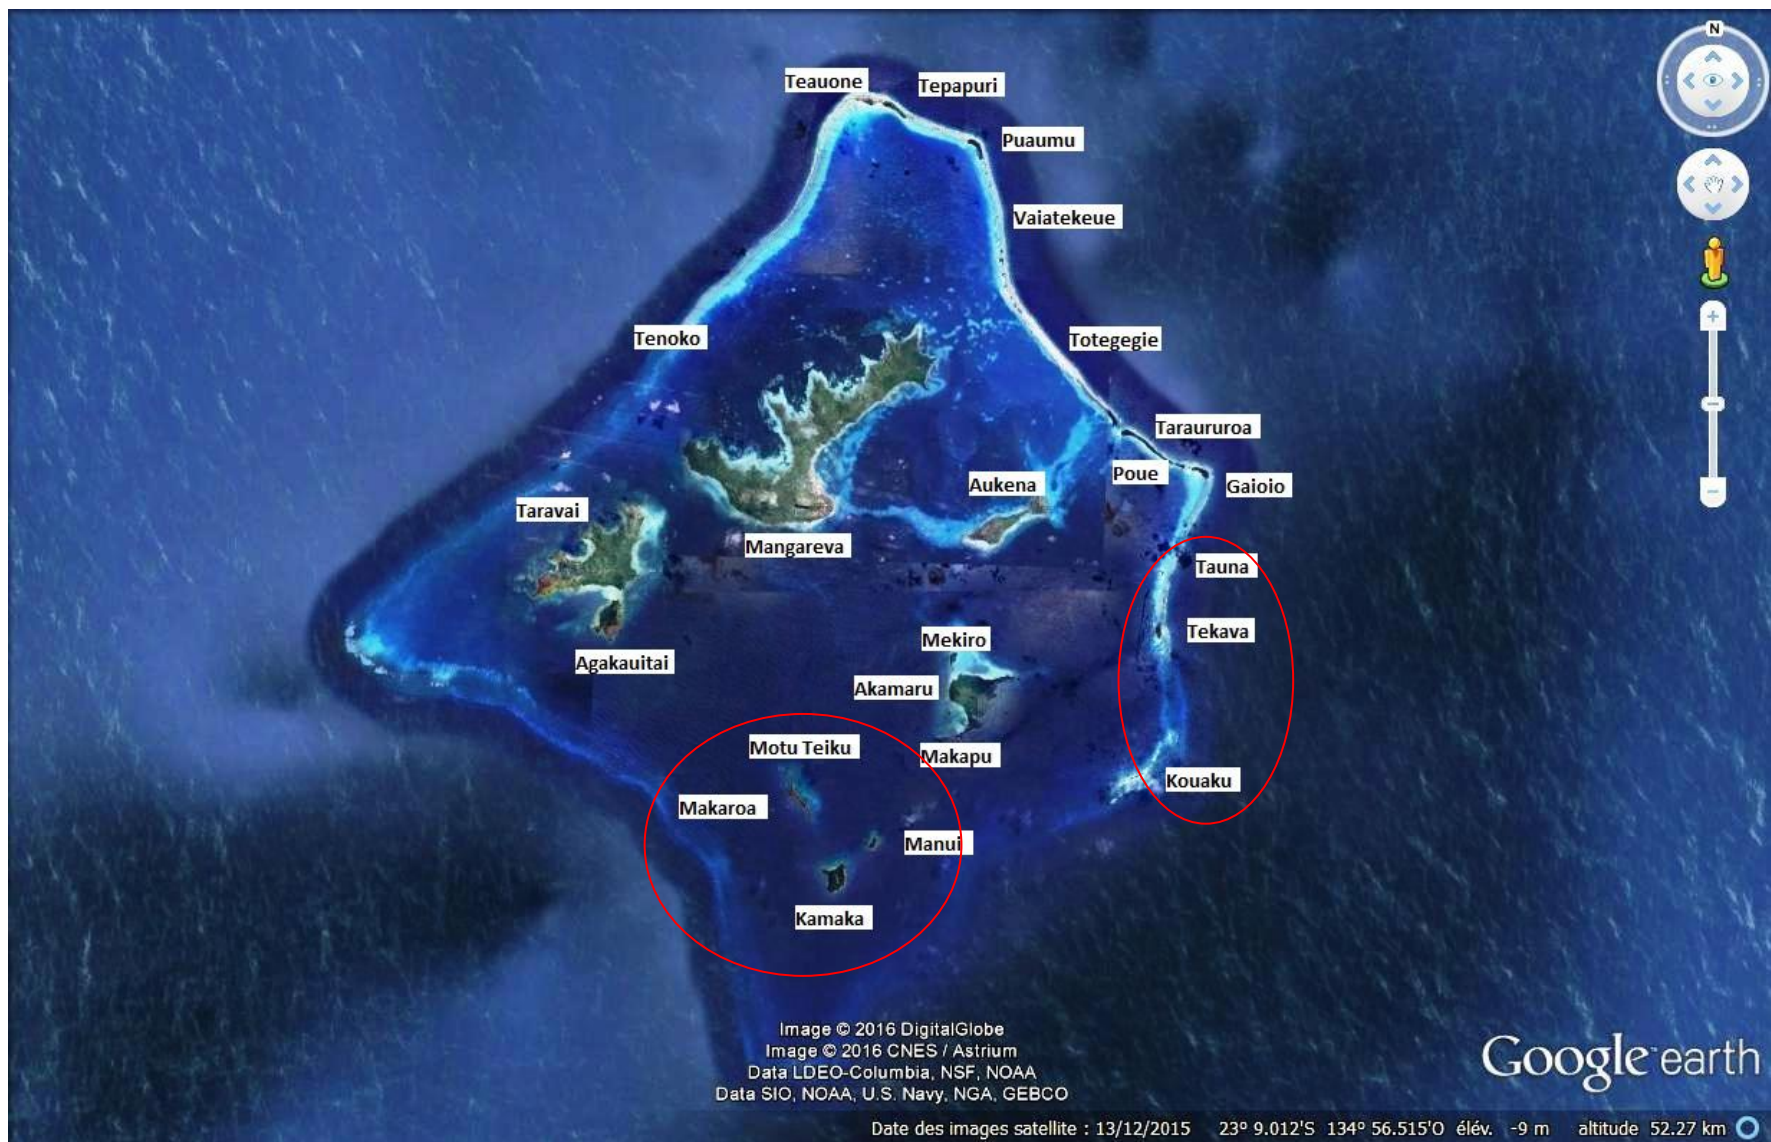 N
Teauone
Tepapuri
Puaumu
Vaiatekeue
Tenoko
Totegegie
Taraururoa
Poue
Aukena
Gaioio
Taravai
Mangareva
Tauna
Tekava
Mekiro
Agakauitai
Akamaru
Motu Teiku
Makapu
Kouaku
Makaroa
Manui
Kamaka
Image © 2016 DigitalGlobe
Image © 2016 CNES / Astrium
Data LDEO-Columbia, NSF, NOAA
Data SIO, NOAA, U.S. Navy, NGA, GEBCO
Google earth
Date des images satellite : 13/12/2015 23° 9.012'S 134° 56.515'O élév. -9 m altitude 52.27 km